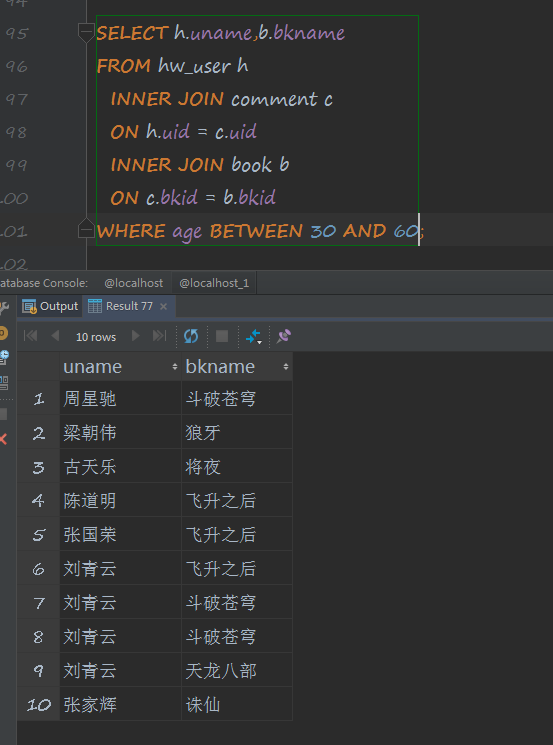 94
95 SELECT h.uname,b.bkname
96 FROM hw_user h
97 INNER JOIN comment c
98 ON h.uid = c.uid
99 INNER JOIN book b
00 ON c.bkid = b.bkid
01 WHERE age BETWEEN 30 AND 60;
02
atabase Console: @localhost @localhost_1
Output Result 77
10 rows
uname bkname
1 周星驰 斗破苍穹
2 梁朝伟 狼牙
3 古天乐 将夜
4 陈道明 飞升之后
5 张国荣 飞升之后
6 刘青云 飞升之后
7 刘青云 斗破苍穹
8 刘青云 斗破苍穹
9 刘青云 天龙八部
10 张家辉 诛仙